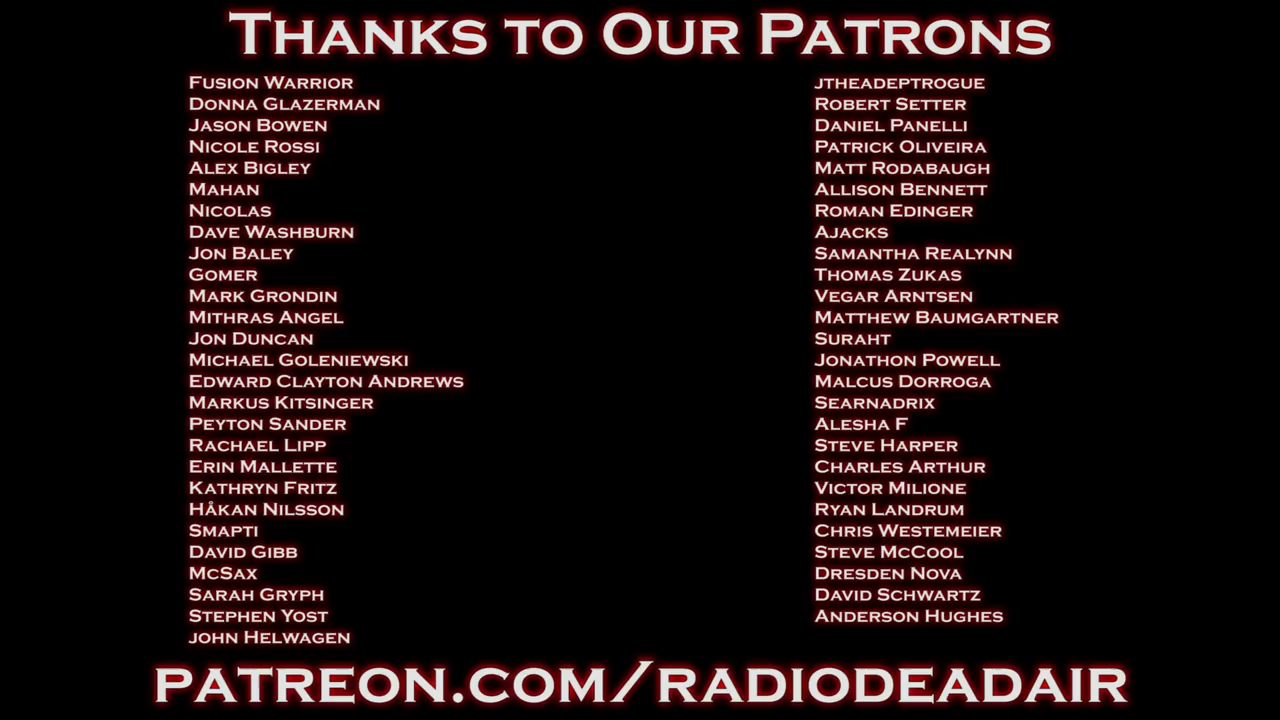 Thanks to Our Patrons
Fusion Warrior
Donna Glazerman
Jason Bowen
Nicole Rossi
Alex Bigley
Mahan
Nicolas
Dave Washburn
Jon Baley
Gomer
Mark Grondin
Mithras Angel
Jon Duncan
Michael Goleniewski
Edward Clayton Andrews
Markus Kitsinger
Peyton Sander
Rachael Lipp
Erin Mallette
Kathryn Fritz
Håkan Nilsson
Smapti
David Gibb
McSax
Sarah Gryph
Stephen Yost
john Helwagen
jtheadeptrogue
Robert Setter
Daniel Panelli
Patrick Oliveira
Matt Rodabaugh
Allison Bennett
Roman Edinger
Ajacks
Samantha Realynn
Thomas Zukas
Vegar Arntsen
Matthew Baumgartner
Suraht
Jonathon Powell
Malcus Dorroga
Searnadrix
Alesha F
Steve Harper
Charles Arthur
Victor Milione
Ryan Landrum
Chris Westemeier
Steve McCool
Dresden Nova
David Schwartz
Anderson Hughes
patreon.com/radiodeadair